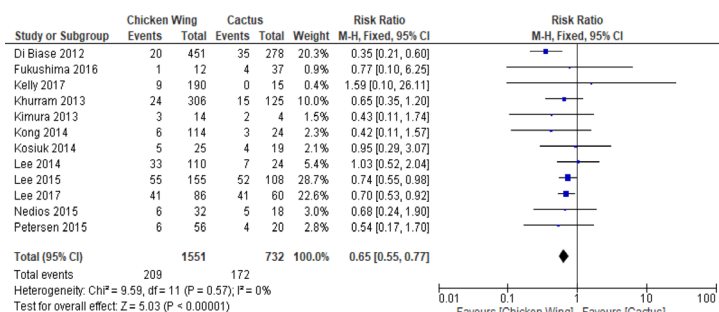 Chicken Wing Cactus Risk Ratio Risk Ratio
Study or Subgroup Events Total Events Total Weight M-H, Fixed, 95% CI M-H, Fixed, 95% CI
Di Biase 2012 20 451 35 278 20.3% 0.35 [0.21, 0.60]
Fukushima 2016 1 12 4 37 0.9% 0.77 [0.10, 6.25]
Kelly 2017 9 190 0 15 0.4% 1.59 [0.10, 26.11]
Khurram 2013 24 306 15 125 10.0% 0.65 [0.35, 1.20]
Kimura 2013 3 14 2 4 1.5% 0.43 [0.11, 1.74]
Kong 2014 6 114 3 24 2.3% 0.42 [0.11, 1.57]
Kosiuk 2014 5 25 4 19 2.1% 0.95 [0.29, 3.07]
Lee 2014 33 110 7 24 5.4% 1.03 [0.52, 2.04]
Lee 2015 55 155 52 108 28.7% 0.74 [0.55, 0.98]
Lee 2017 41 86 41 60 22.6% 0.70 [0.53, 0.92]
Nedios 2015 6 32 5 18 3.0% 0.68 [0.24, 1.90]
Petersen 2015 6 56 4 20 2.8% 0.54 [0.17, 1.70]
Total (95% CI) 1551 732 100.0% 0.65 [0.55, 0.77]
Total events 209 172
Heterogeneity: Chi² = 9.59, df = 11 (P = 0.57); I² = 0%
Test for overall effect: Z = 5.03 (P < 0.00001)
0.01 0.1 1 10 100
Favours [Chicken Wing] Favours [Cactus]